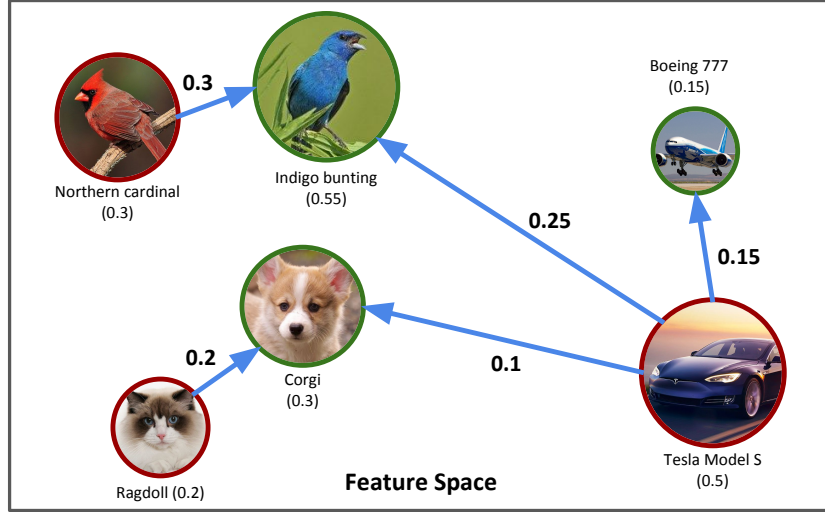 Boeing 777
(0.15)
0.3
Northern cardinal
(0.3)
Indigo bunting
(0.55)
0.25
0.15
0.2
Corgi
(0.3)
0.1
Ragdoll (0.2)
Tesla Model S
(0.5)
Feature Space